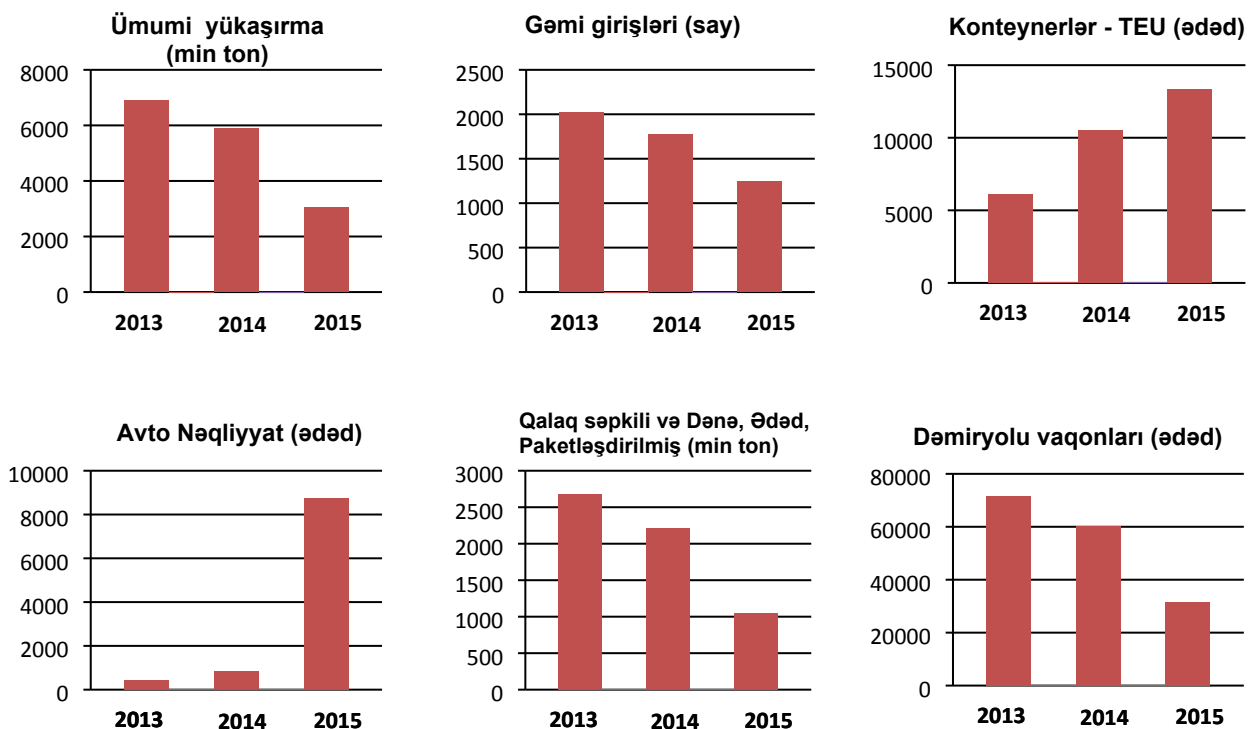 Ümumi yükaşırma
(min ton)
8000
6000
4000
2000
0
2013 2014 2015
Gəmi girişləri (say)
2500
2000
1500
1000
500
0
2013 2014 2015
Konteynerlər - TEU (ədəd)
15000
10000
5000
0
2013 2014 2015
Avto Nəqliyyat (ədəd)
10000
8000
6000
4000
2000
0
2013 2014 2015
Qalaq səpkili və Dənə, Ədəd,
Paketləşdirilmiş (min ton)
3000
2500
2000
1500
1000
500
0
2013 2014 2015
Dəmiryolu vaqonları (ədəd)
80000
60000
40000
20000
0
2013 2014 2015